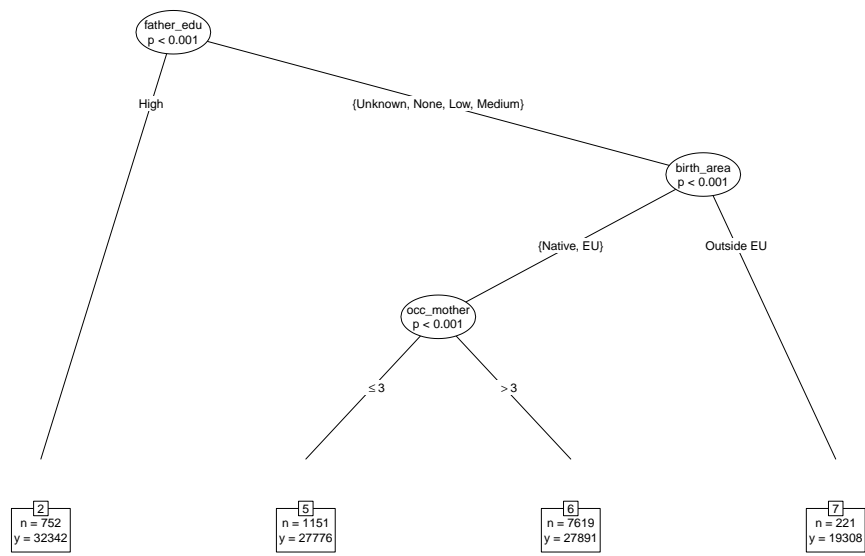 father_edu
p < 0.001
High
{Unknown, None, Low, Medium}
birth_area
p < 0.001
{Native, EU}
Outside EU
occ_mother
p < 0.001
≤ 3
> 3
2
n = 752
y = 32342
5
n = 1151
y = 27776
6
n = 7619
y = 27891
7
n = 221
y = 19308